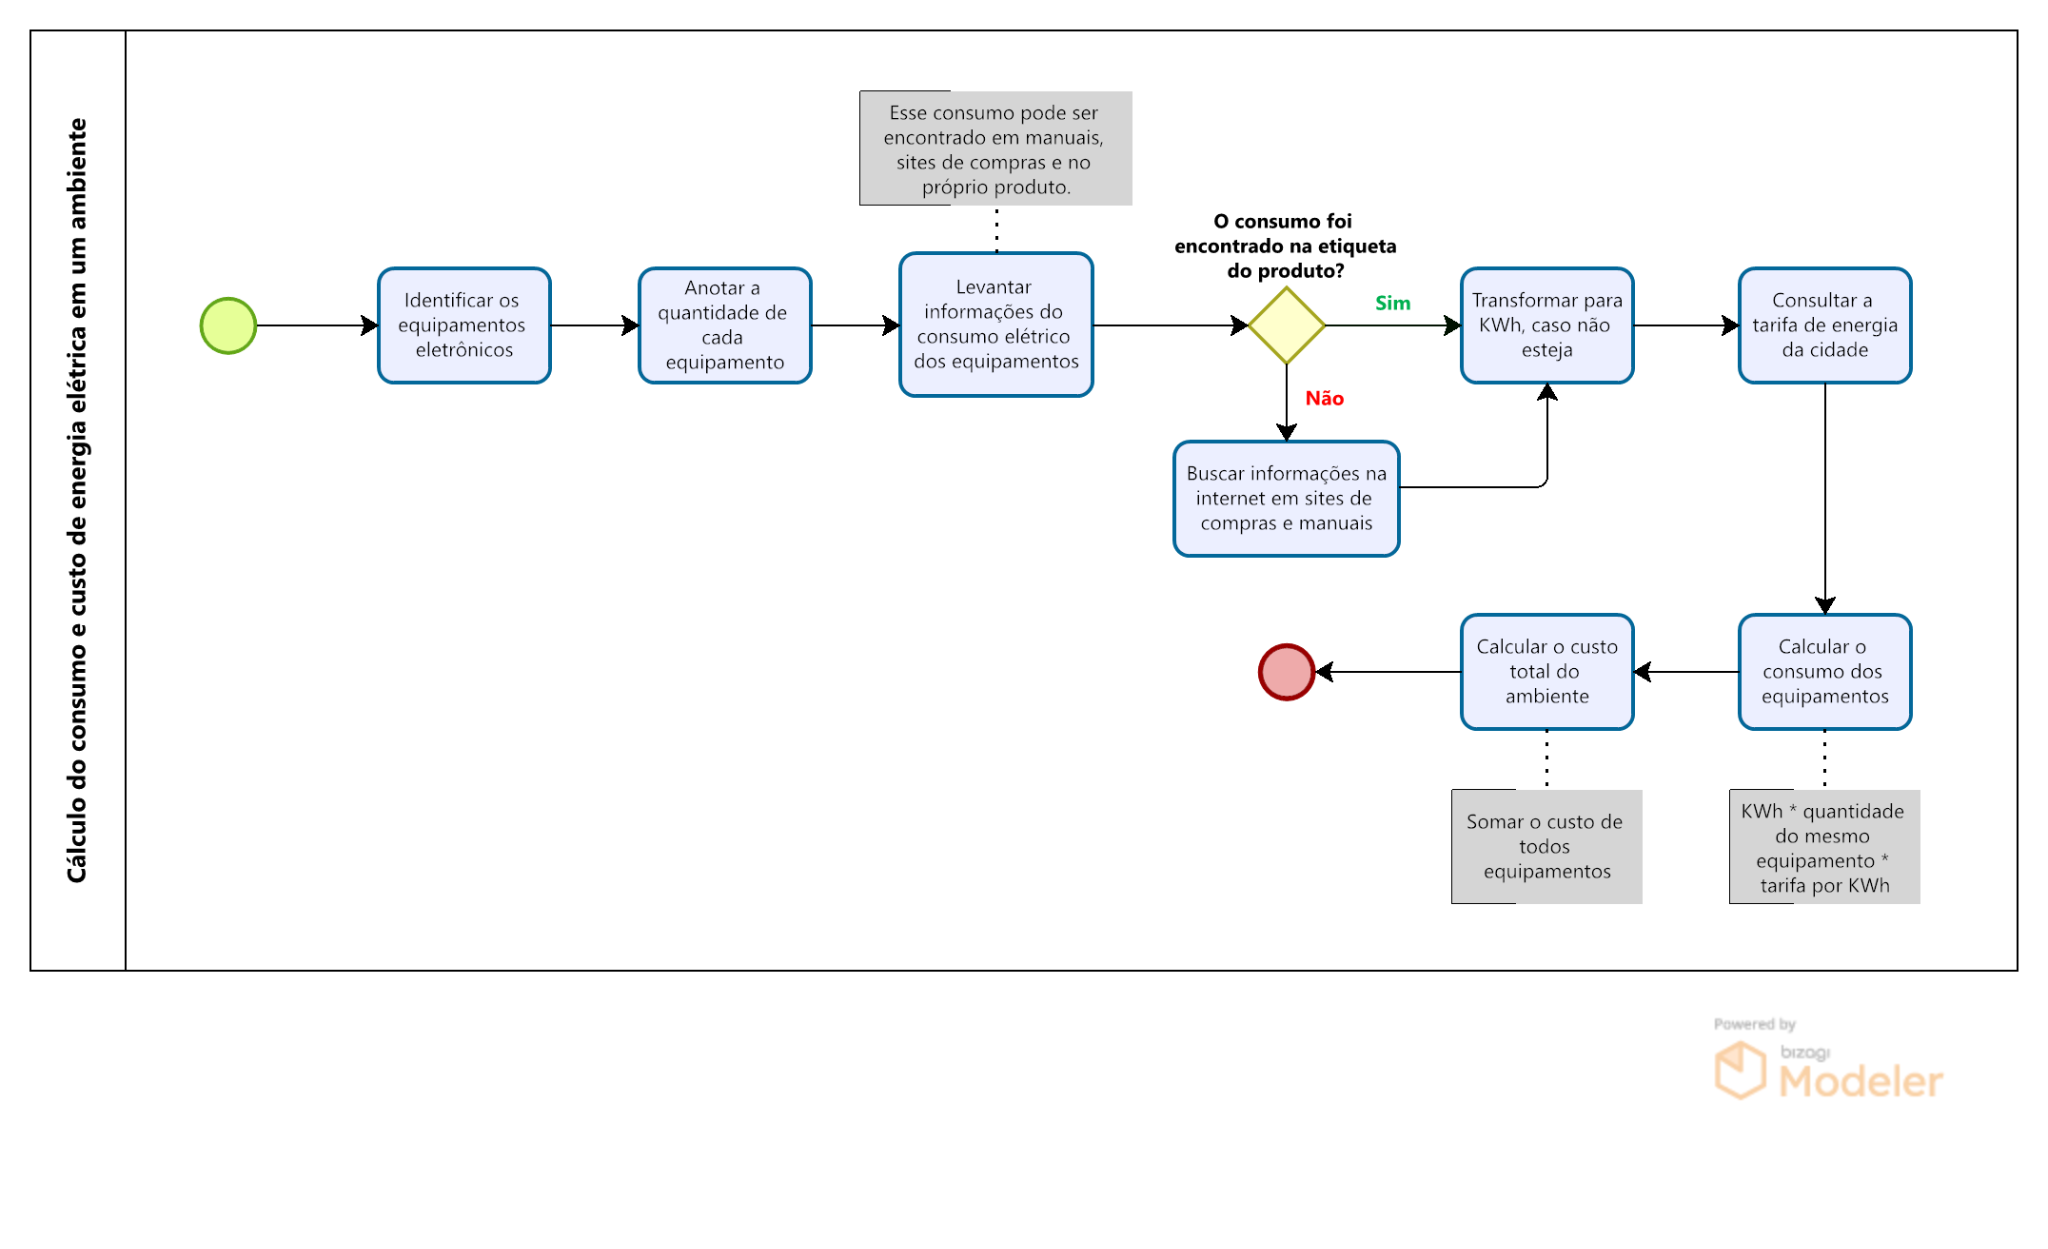 Cálculo do consumo e custo de energia elétrica em um ambiente
Esse consumo pode ser
encontrado em manuais,
sites de compras e no
próprio produto.
Identificar os
equipamentos
eletrônicos
Anotar a
quantidade de
cada
equipamento
Levantar
informações do
consumo elétrico
dos equipamentos
O consumo foi
encontrado na etiqueta
do produto?
Sim
Não
Transformar para
KWh, caso não
esteja
Consultar a
tarifa de energia
da cidade
Buscar informações na
internet em sites de
compras e manuais
Calcular o custo
total do
ambiente
Calcular o
consumo dos
equipamentos
Somar o custo de
todos
equipamentos
KWh * quantidade
do mesmo
equipamento *
tarifa por KWh
Powered by
bizagi
Modeler